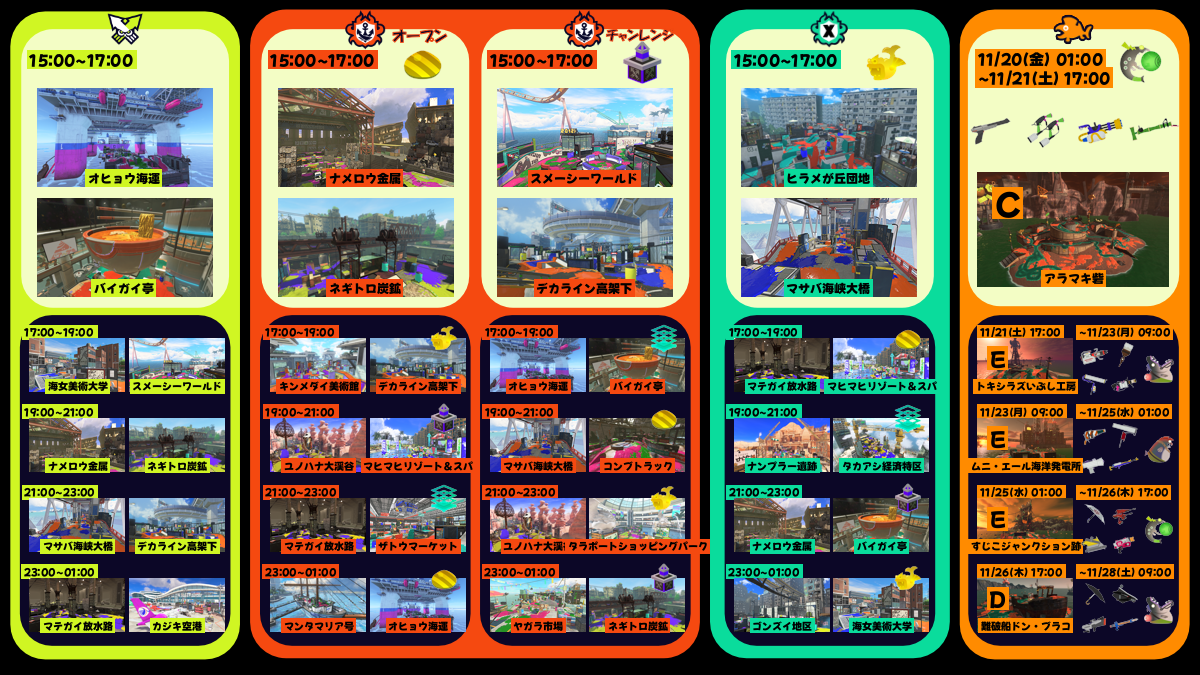 15:00~17:00
オヒョウ海運
バイガイ亭
17:00~19:00
海女美術大学
スメーシーワールド
19:00~21:00
ナメロウ金属
ネギトロ炭鉱
21:00~23:00
マサバ海峡大橋
デカライン高架下
23:00~01:00
マテガイ放水路
カジキ空港
オープン
15:00~17:00
ナメロウ金属
ネギトロ炭鉱
17:00~19:00
キンメダイ美術館
デカライン高架下
19:00~21:00
ユノハナ大渓谷
マヒマヒリゾート&スパ
21:00~23:00
マテガイ放水路
ザトウマーケット
23:00~01:00
マンタマリア号
オヒョウ海運
チャンレンジ
15:00~17:00
スメーシーワールド
デカライン高架下
17:00~19:00
オヒョウ海運
バイガイ亭
19:00~21:00
マサバ海峡大橋
コンブトラック
21:00~23:00
ユノハナ大渓
タラポートショッピングパーク
23:00~01:00
ヤガラ市場
ネギトロ炭鉱
X
15:00~17:00
ヒラメが丘団地
マサバ海峡大橋
17:00~19:00
マテガイ放水路
マヒマヒリゾート&スパ
19:00~21:00
ナンプラー遺跡
タカアシ経済特区
21:00~23:00
ナメロウ金属
バイガイ亭
23:00~01:00
ゴンズイ地区
海女美術大学
11/20(金) 01:00
~11/21(土) 17:00
C
アラマキ砦
11/21(土) 17:00
~11/23(月) 09:00
E
トキシラズいぶし工房
11/23(月) 09:00
~11/25(水) 01:00
E
ムニ・エール海洋発電所
11/25(水) 01:00
~11/26(木) 17:00
E
すじこジャンクション跡
11/26(木) 17:00
~11/28(土) 09:00
D
難破船ドン・ブラコ